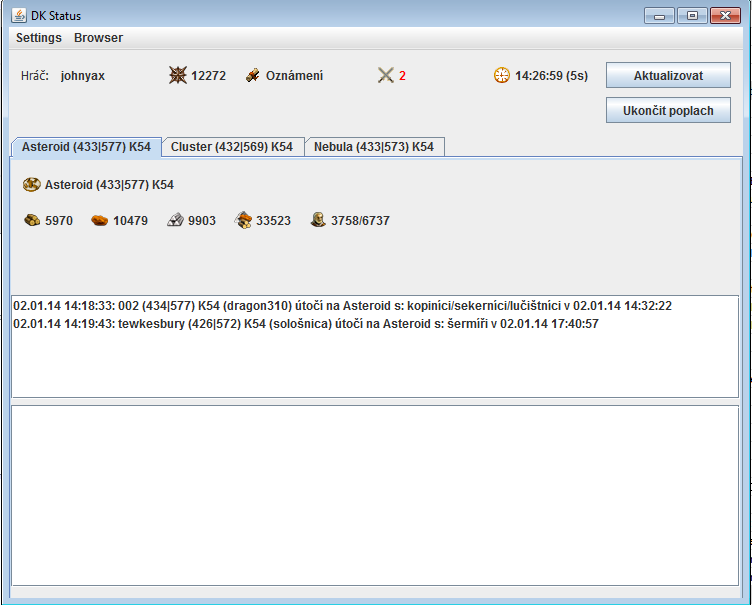 DK Status
Settings Browser
Hráč: johnyax 12272 Oznámení 2 14:26:59 (5s) Aktualizovat
Ukončit poplach
Asteroid (433|577) K54 Cluster (432|569) K54 Nebula (433|573) K54
Asteroid (433|577) K54
5970 10479 9903 33523 3758/6737
02.01.14 14:18:33: 002 (434|577) K54 (dragon310) útočí na Asteroid s: kopiníci/sekerníci/lučištníci v 02.01.14 14:32:22
02.01.14 14:19:43: tewkesbury (426|572) K54 (sološnica) útočí na Asteroid s: šermíři v 02.01.14 17:40:57